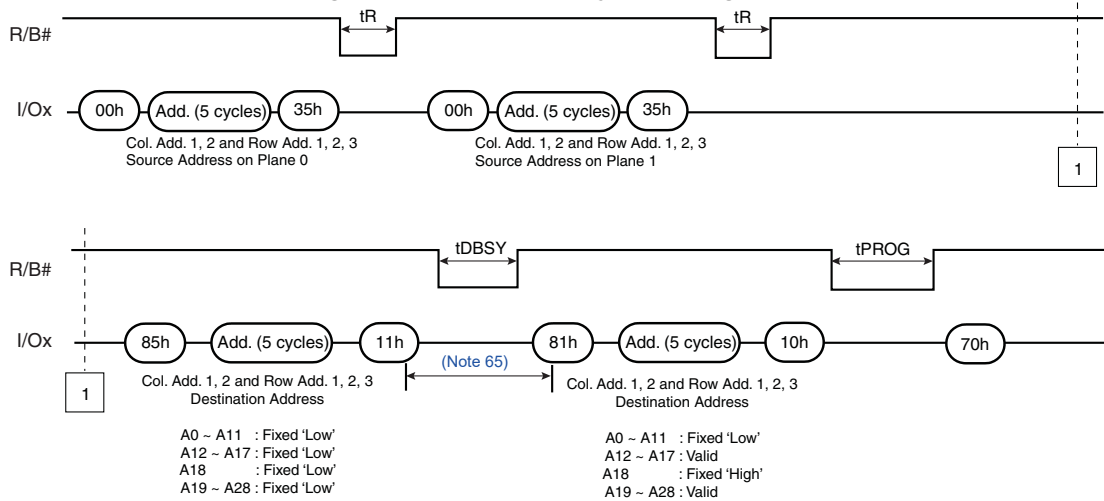 tR
tR
R/B#
I/Ox
00h
Add. (5 cycles)
35h
00h
Add. (5 cycles)
35h
Col. Add. 1, 2 and Row Add. 1, 2, 3
Source Address on Plane 0
Col. Add. 1, 2 and Row Add. 1, 2, 3
Source Address on Plane 1
1
tDBSY
tPROG
R/B#
I/Ox
85h
Add. (5 cycles)
11h
(Note 65)
81h
Add. (5 cycles)
10h
70h
1
Col. Add. 1, 2 and Row Add. 1, 2, 3
Destination Address
A0 ~ A11 : Fixed 'Low'
A12 ~ A17 : Fixed 'Low'
A18 : Fixed 'Low'
A19 ~ A28 : Fixed 'Low'
Col. Add. 1, 2 and Row Add. 1, 2, 3
Destination Address
A0 ~ A11 : Fixed 'Low'
A12 ~ A17 : Valid
A18 : Fixed 'High'
A19 ~ A28 : Valid